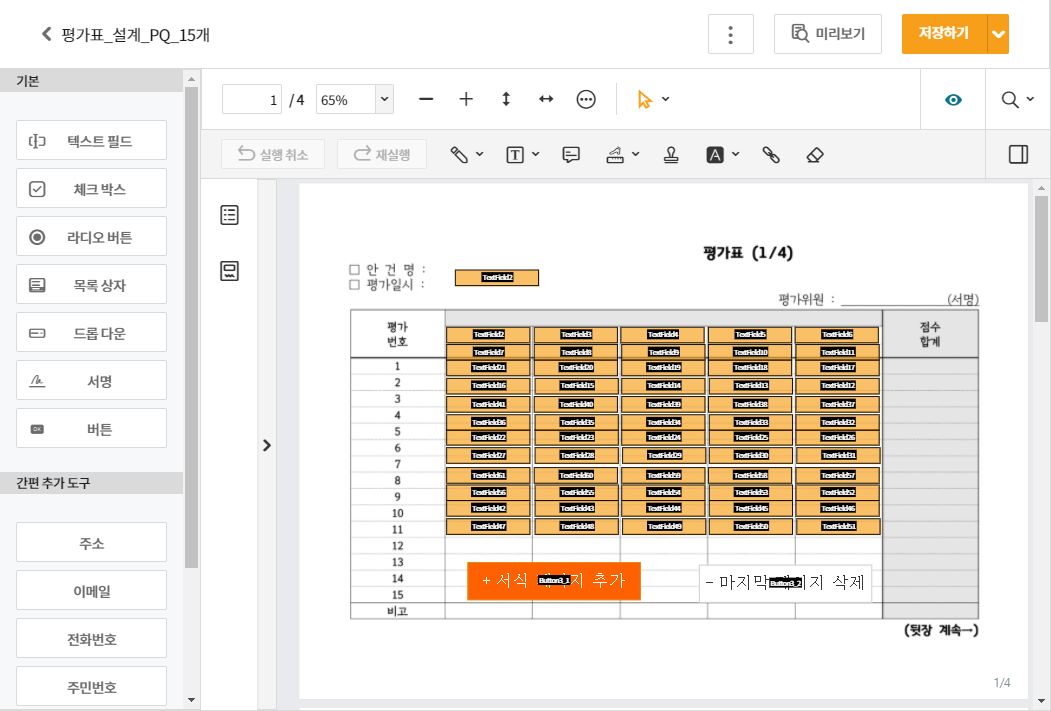 평가표_설계_PQ_15개
미리보기
저장하기
기본
1 / 4 65%
텍스트 필드
실행 취소 재실행
체크 박스
라디오 버튼
목록 상자
드롭 다운
서명
버튼
간편 추가 도구
주소
이메일
전화번호
주민번호
평가표 (1/4)
□ 안 건 명 : TextField2
□ 평가일시 :
평가위원 : (서명)
평가
번호
점수
합계
TextField2 TextField3 TextField4 TextField5 TextField6
TextField7 TextField8 TextField9 TextField10 TextField11
1 TextField21 TextField20 TextField19 TextField18 TextField17
2 TextField16 TextField15 TextField14 TextField13 TextField12
3 TextField41 TextField40 TextField39 TextField38 TextField37
4 TextField36 TextField35 TextField34 TextField33 TextField32
5 TextField22 TextField23 TextField24 TextField25 TextField26
6 TextField27 TextField28 TextField29 TextField30 TextField31
7 TextField61 TextField60 TextField59 TextField58 TextField57
8 TextField56 TextField55 TextField54 TextField53 TextField52
9 TextField42 TextField43 TextField44 TextField45 TextField46
10 TextField47 TextField48 TextField49 TextField50 TextField51
11
12
13
14 + 서식 Button3_1 추가 - 마지막 Button3_2 삭제
15
비고
(뒷장 계속→)
1/4